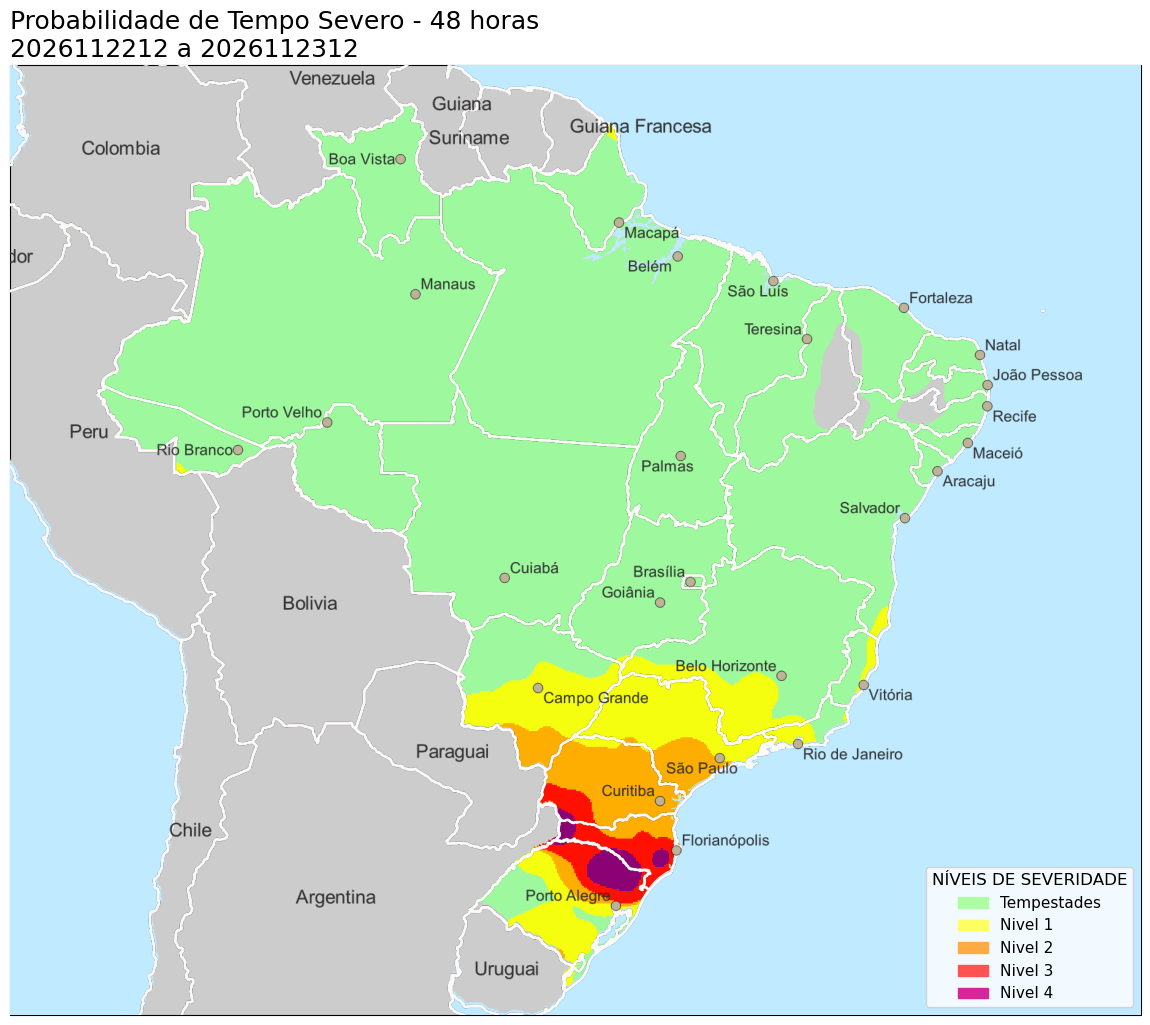 Probabilidade de Tempo Severo - 48 horas
2026112212 a 2026112312
Venezuela
Guiana
Guiana Francesa
Suriname
Colombia
Boa Vista
Macapá
dor
Belém
Manaus
São Luís
Fortaleza
Teresina
Natal
João Pessoa
Porto Velho
Recife
Peru
Rio Branco
Maceió
Palmas
Aracaju
Salvador
Cuiabá
Brasília
Goiânia
Bolivia
Belo Horizonte
Vitória
Campo Grande
Paraguai
Rio de Janeiro
São Paulo
Curitiba
Chile
Florianópolis
Argentina
Porto Alegre
Uruguai
NÍVEIS DE SEVERIDADE
Tempestades
Nivel 1
Nivel 2
Nivel 3
Nivel 4